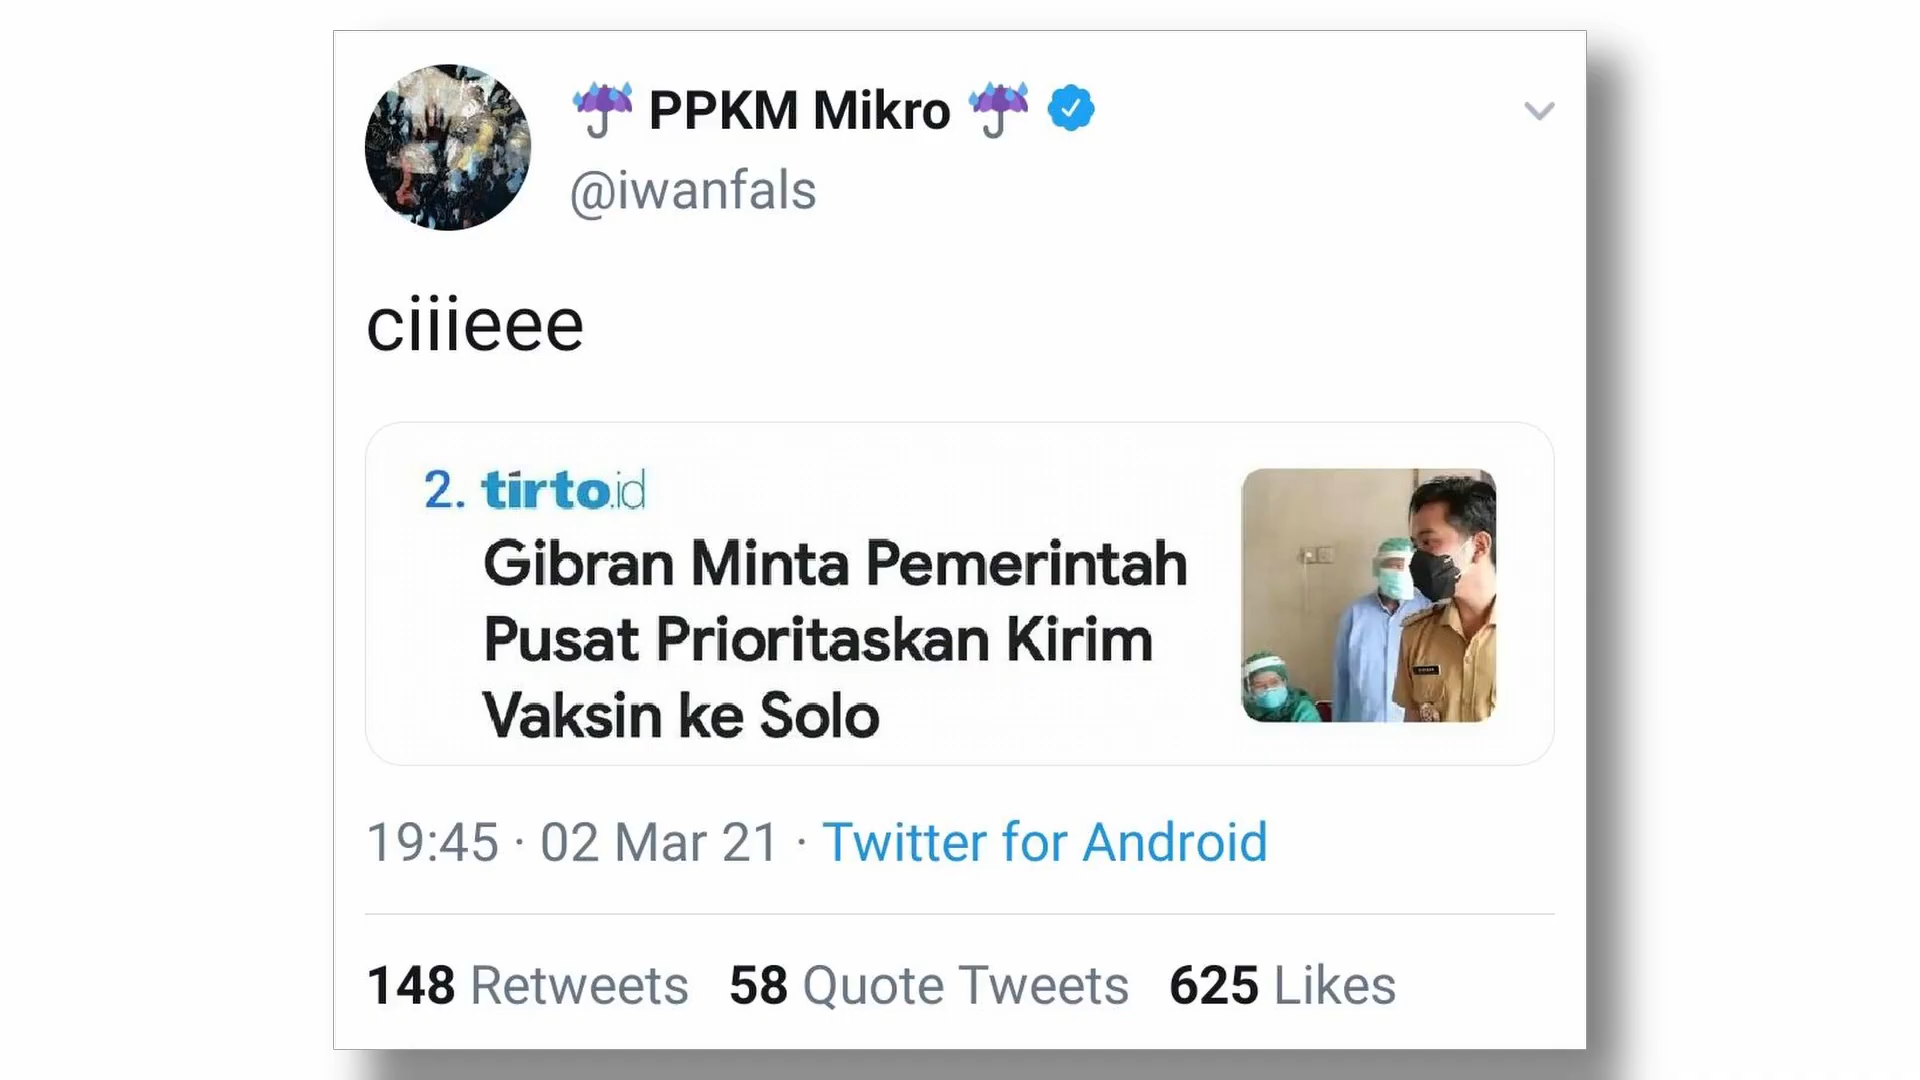 ☔ PPKM Mikro ☔
@iwanfals
ciiieee
2. tirto.id
Gibran Minta Pemerintah
Pusat Prioritaskan Kirim
Vaksin ke Solo
19:45 · 02 Mar 21 · Twitter for Android
148 Retweets 58 Quote Tweets 625 Likes